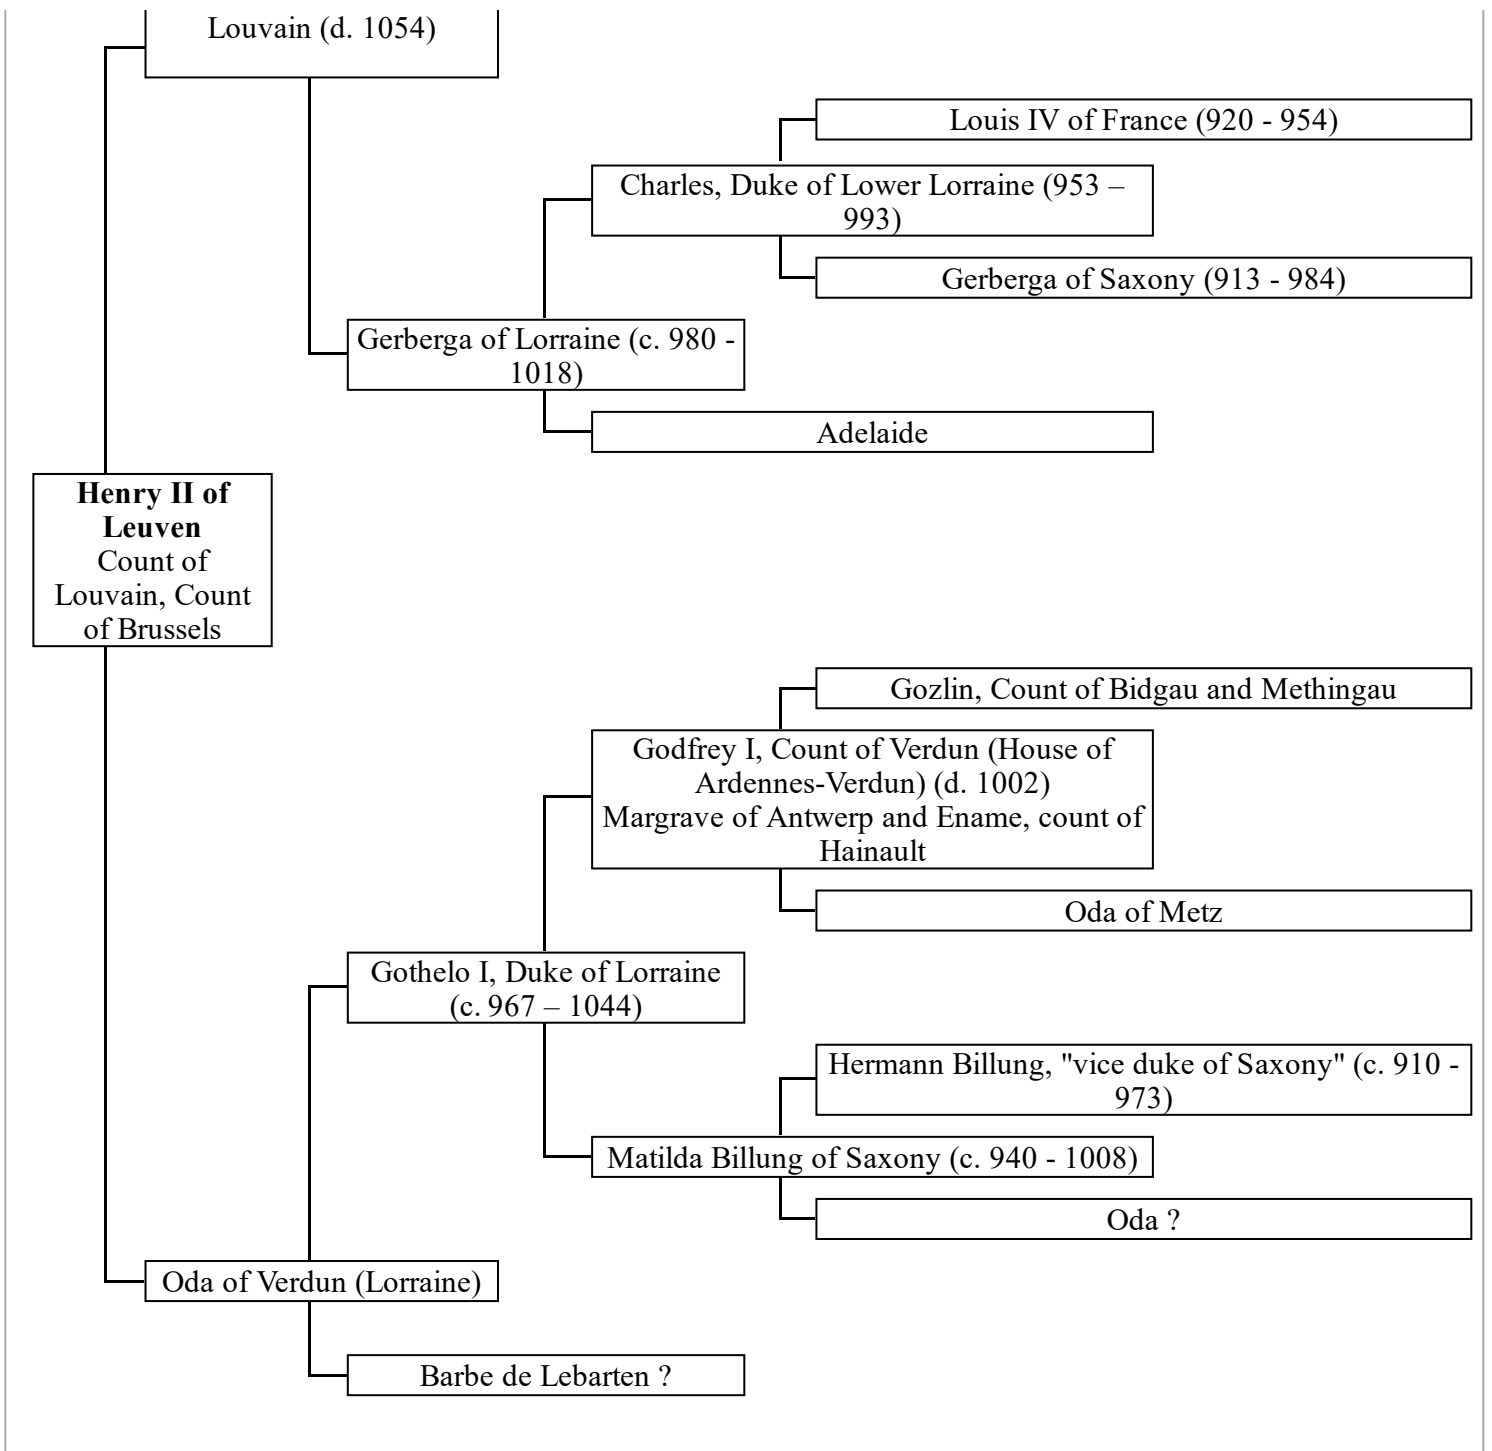 Louvain (d. 1054)
Louis IV of France (920 - 954)
Charles, Duke of Lower Lorraine (953 –
993)
Gerberga of Saxony (913 - 984)
Gerberga of Lorraine (c. 980 -
1018)
Adelaide
Henry II of
Leuven
Count of
Louvain, Count
of Brussels
Gozlin, Count of Bidgau and Methingau
Godfrey I, Count of Verdun (House of
Ardennes-Verdun) (d. 1002)
Margrave of Antwerp and Ename, count of
Hainault
Oda of Metz
Gothelo I, Duke of Lorraine
(c. 967 – 1044)
Hermann Billung, "vice duke of Saxony" (c. 910 -
973)
Matilda Billung of Saxony (c. 940 - 1008)
Oda ?
Oda of Verdun (Lorraine)
Barbe de Lebarten ?